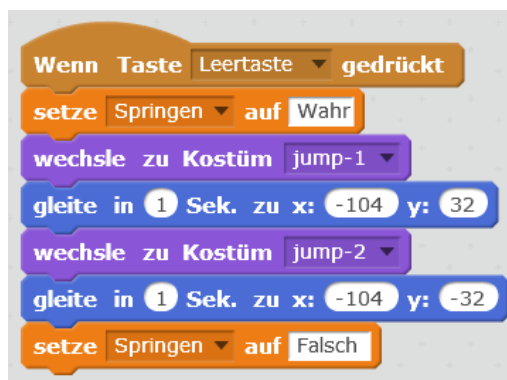 Wenn Taste Leertaste gedrückt
setze Springen auf Wahr
wechsle zu Kostüm jump-1
gleite in 1 Sek. zu x: -104 y: 32
wechsle zu Kostüm jump-2
gleite in 1 Sek. zu x: -104 y: -32
setze Springen auf Falsch